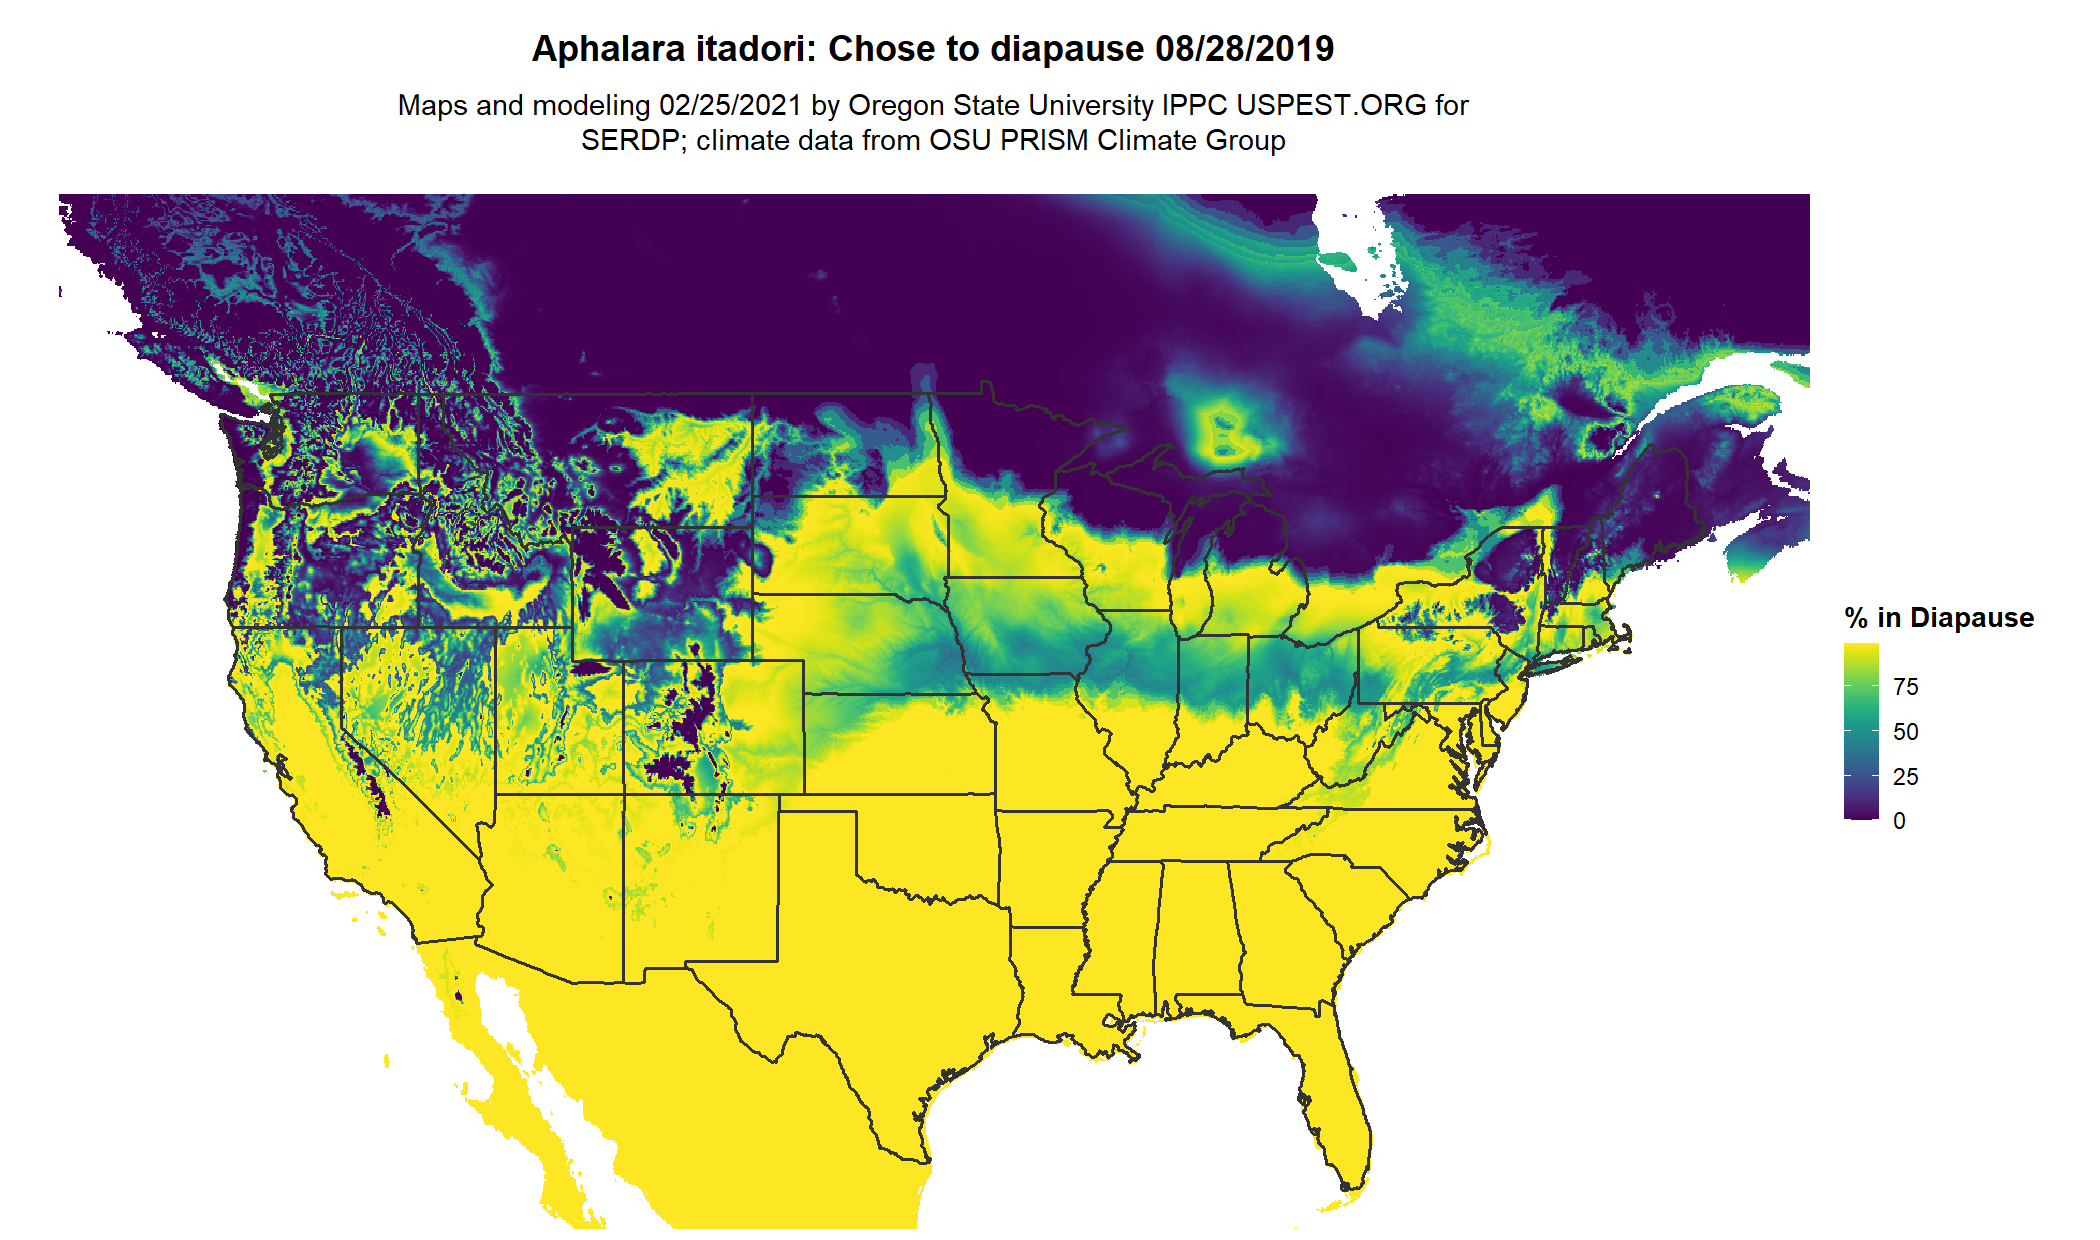 Aphalara itadori: Chose to diapause 08/28/2019
Maps and modeling 02/25/2021 by Oregon State University IPPC USPEST.ORG for
SERDP; climate data from OSU PRISM Climate Group
% in Diapause
75
50
25
0